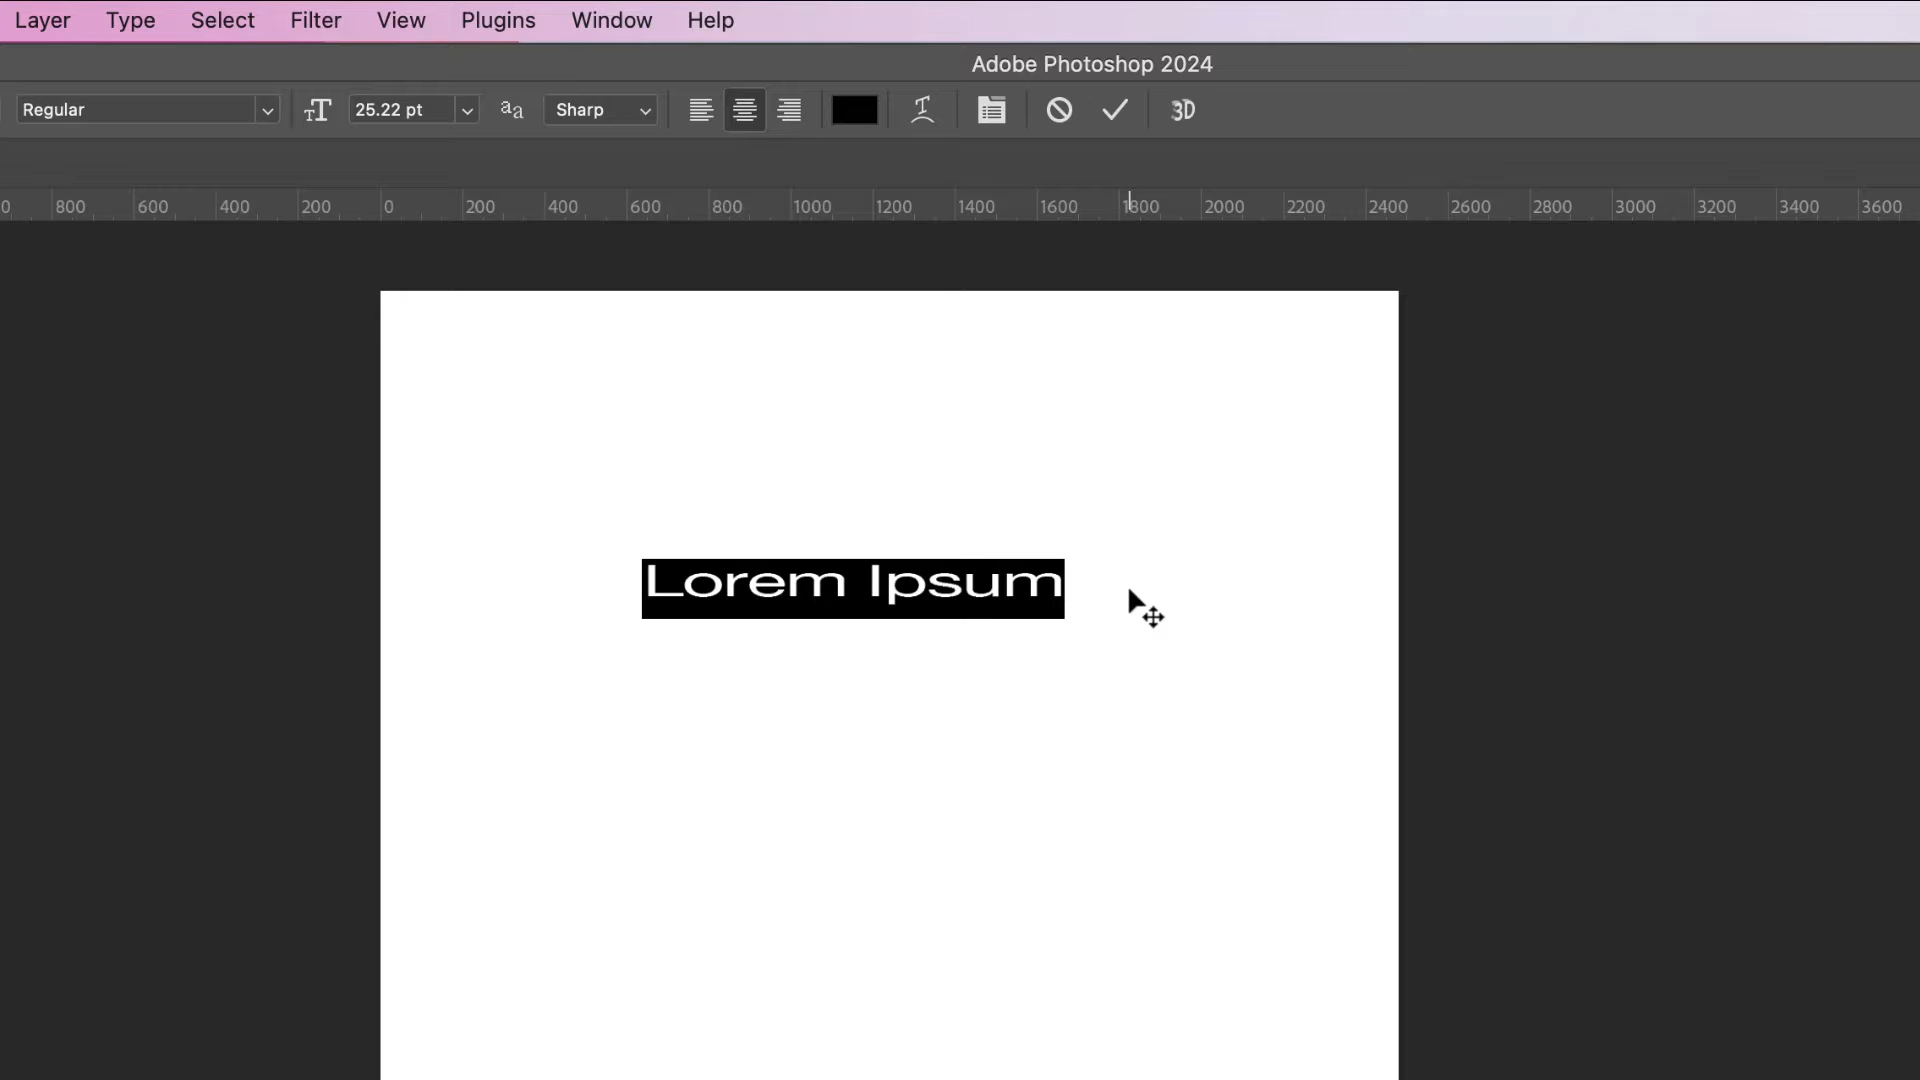 Layer Type Select Filter View Plugins Window Help
Adobe Photoshop 2024
Regular 25.22 pt aa Sharp 3D
0 800 600 400 200 0 200 400 600 800 1000 1200 1400 1600 1800 2000 2200 2400 2600 2800 3000 3200 3400 3600
Lorem Ipsum